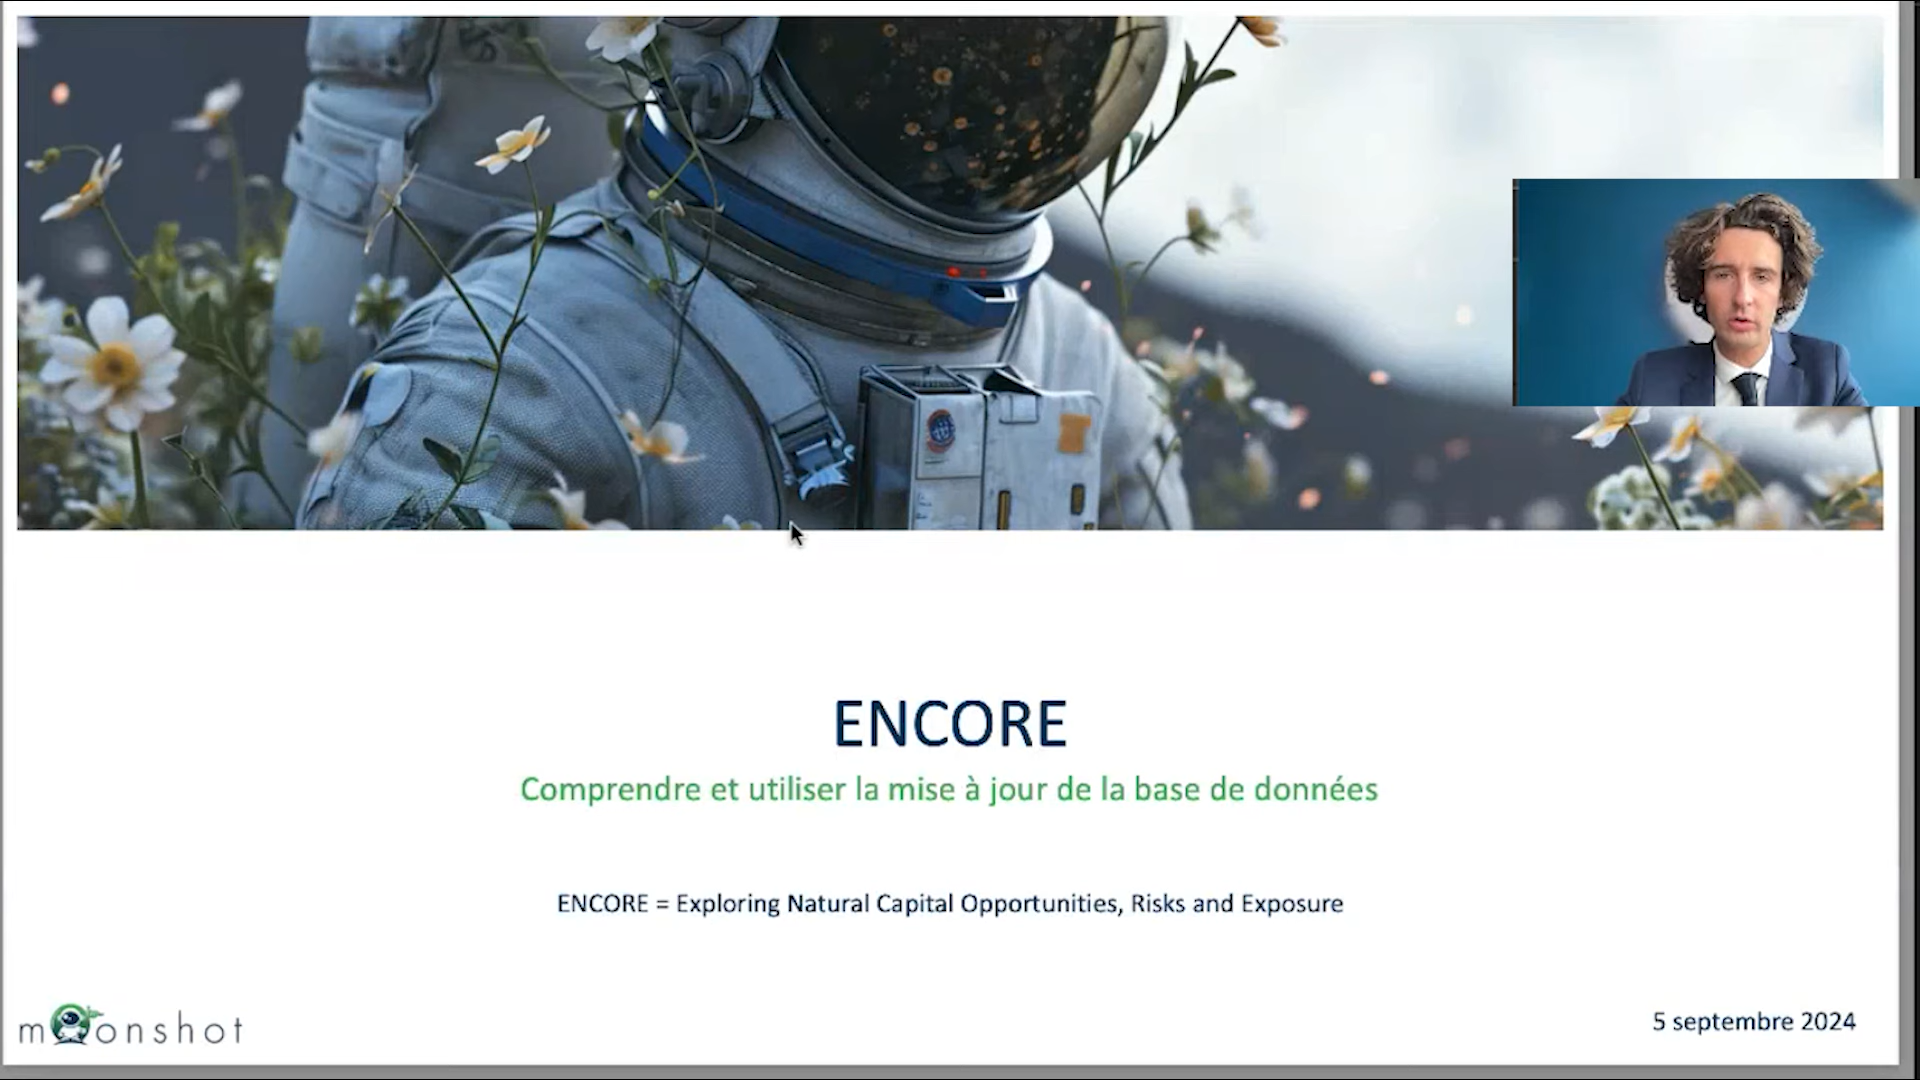 ENCORE
Comprendre et utiliser la mise à jour de la base de données
ENCORE = Exploring Natural Capital Opportunities, Risks and Exposure
moonshot
5 septembre 2024